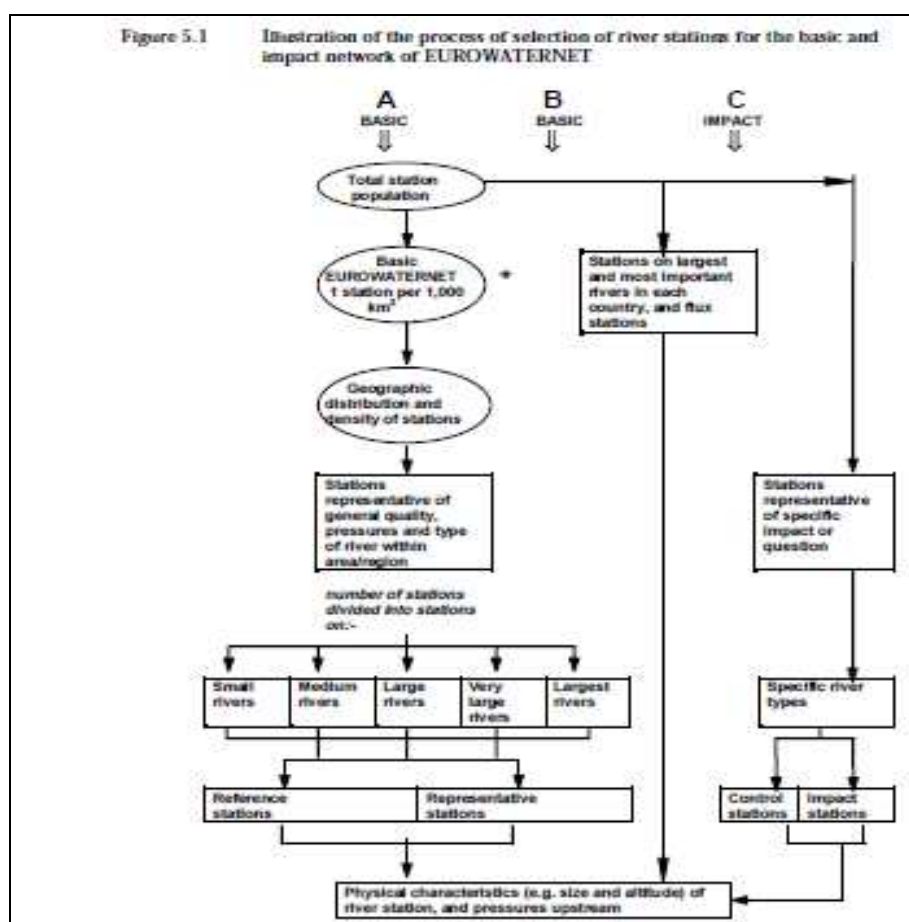 Figure 5.1 Illustration of the process of selection of river stations for the basic and
impact network of EUROWATERNET
A
BASIC
B
BASIC
C
IMPACT
Total station
population
Basic
EUROWATERNET
1 station per 1,000
km²
+
Stations on largest
and most important
rivers in each
country, and flux
stations
Geographic
distribution and
density of stations
Stations
representative of
general quality,
pressures and type
of river within
area/region
Stations
representative
of specific
impact or
question
number of stations
divided into stations
on:-
Small
rivers
Medium
rivers
Large
rivers
Very
large
rivers
Largest
rivers
Specific river
types
Reference
stations
Representative
stations
Control
stations
Impact
stations
Physical characteristics (e.g. size and altitude) of
river station, and pressures upstream